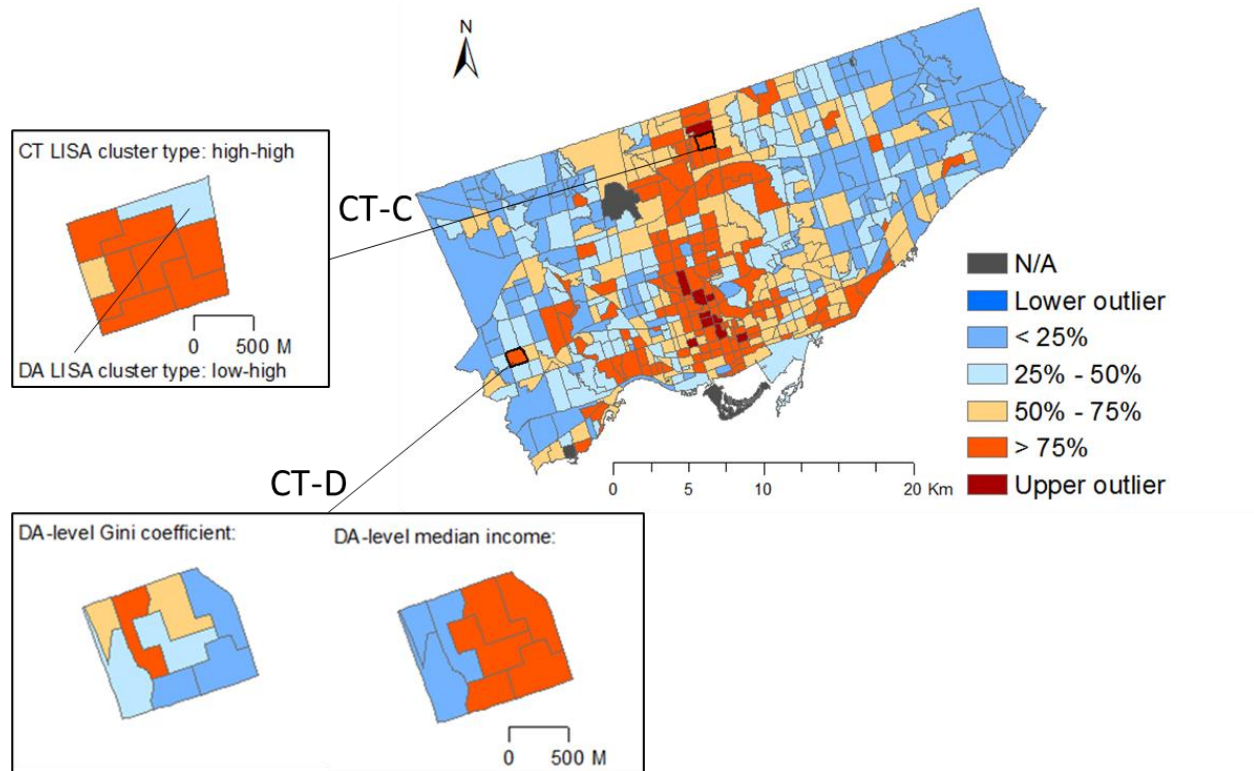 N
CT LISA cluster type: high-high
0 500 M
DA LISA cluster type: low-high
CT-C
CT-D
N/A
Lower outlier
< 25%
25% - 50%
50% - 75%
> 75%
Upper outlier
0 5 10 20 Km
DA-level Gini coefficient:
DA-level median income:
0 500 M